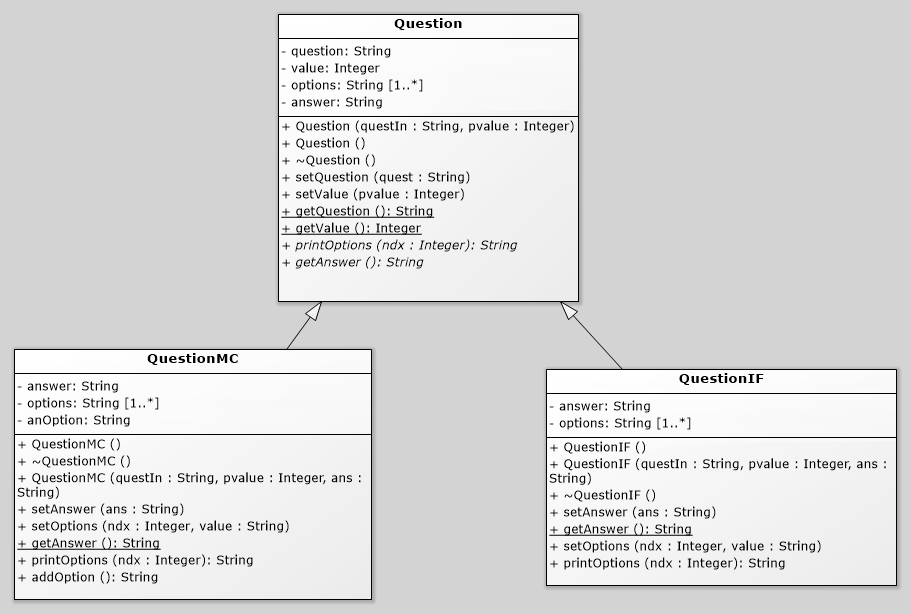 Question
- question: String
- value: Integer
- options: String [1..*]
- answer: String
+ Question (questIn : String, pvalue : Integer)
+ Question ()
+ ~Question ()
+ setQuestion (quest : String)
+ setValue (pvalue : Integer)
+ getQuestion (): String
+ getValue (): Integer
+ printOptions (ndx : Integer): String
+ getAnswer (): String
QuestionMC
- answer: String
- options: String [1..*]
- anOption: String
+ QuestionMC ()
+ ~QuestionMC ()
+ QuestionMC (questIn : String, pvalue : Integer, ans :
String)
+ setAnswer (ans : String)
+ setOptions (ndx : Integer, value : String)
+ getAnswer (): String
+ printOptions (ndx : Integer): String
+ addOption (): String
QuestionIF
- answer: String
- options: String [1..*]
+ QuestionIF ()
+ QuestionIF (questIn : String, pvalue : Integer, ans :
String)
+ ~QuestionIF ()
+ setAnswer (ans : String)
+ getAnswer (): String
+ setOptions (ndx : Integer, value : String)
+ printOptions (ndx : Integer): String